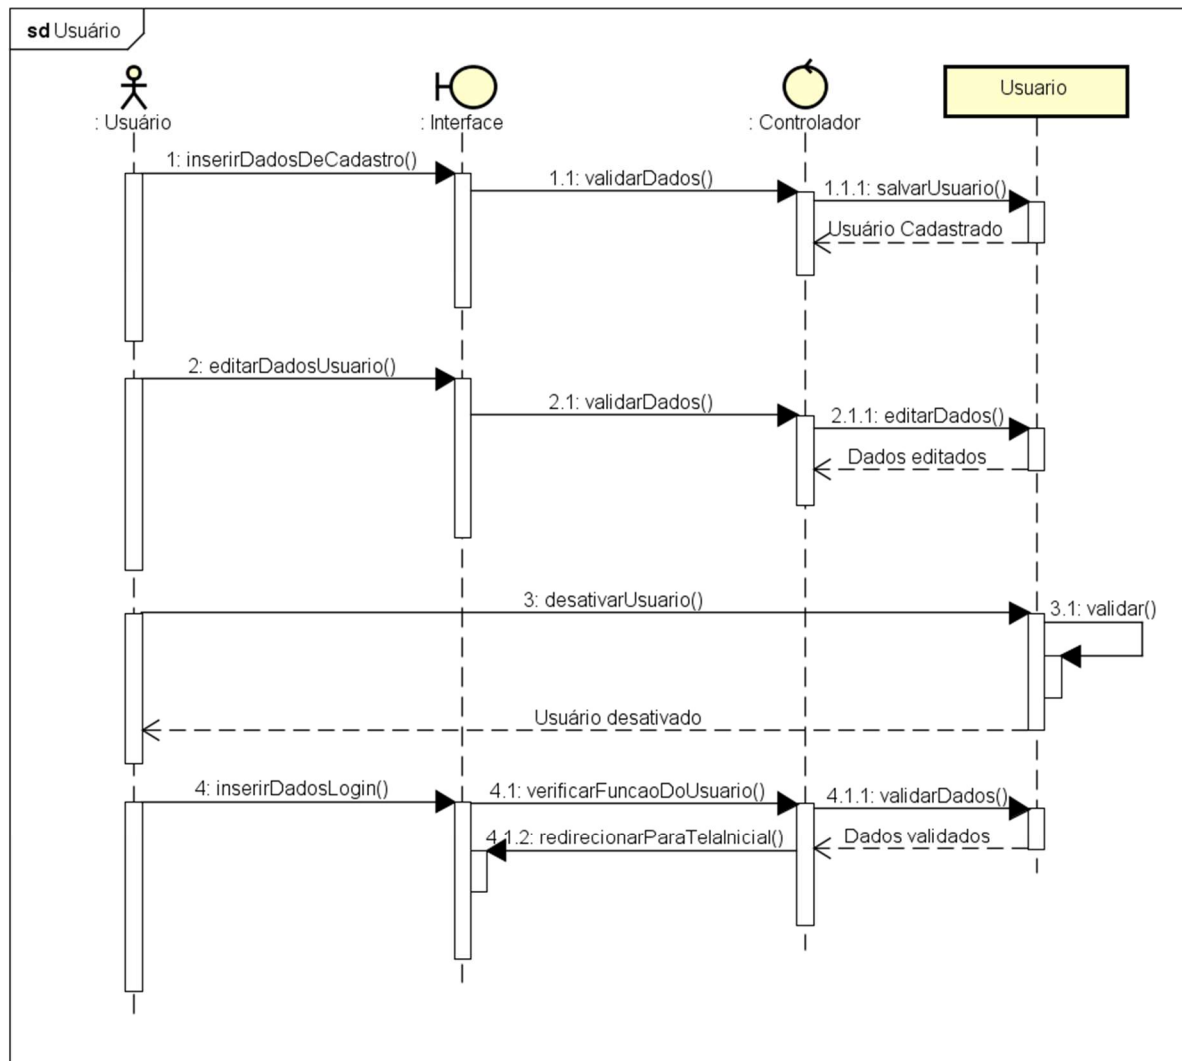 sd Usuário
: Usuário
: Interface
: Controlador
Usuario
1: inserirDadosDeCadastro()
1.1: validarDados()
1.1.1: salvarUsuario()
Usuário Cadastrado
2: editarDadosUsuario()
2.1: validarDados()
2.1.1: editarDados()
Dados editados
3: desativarUsuario()
3.1: validar()
Usuário desativado
4: inserirDadosLogin()
4.1: verificarFuncaoDoUsuario()
4.1.1: validarDados()
4.1.2: redirecionarParaTelaInicial()
Dados validados